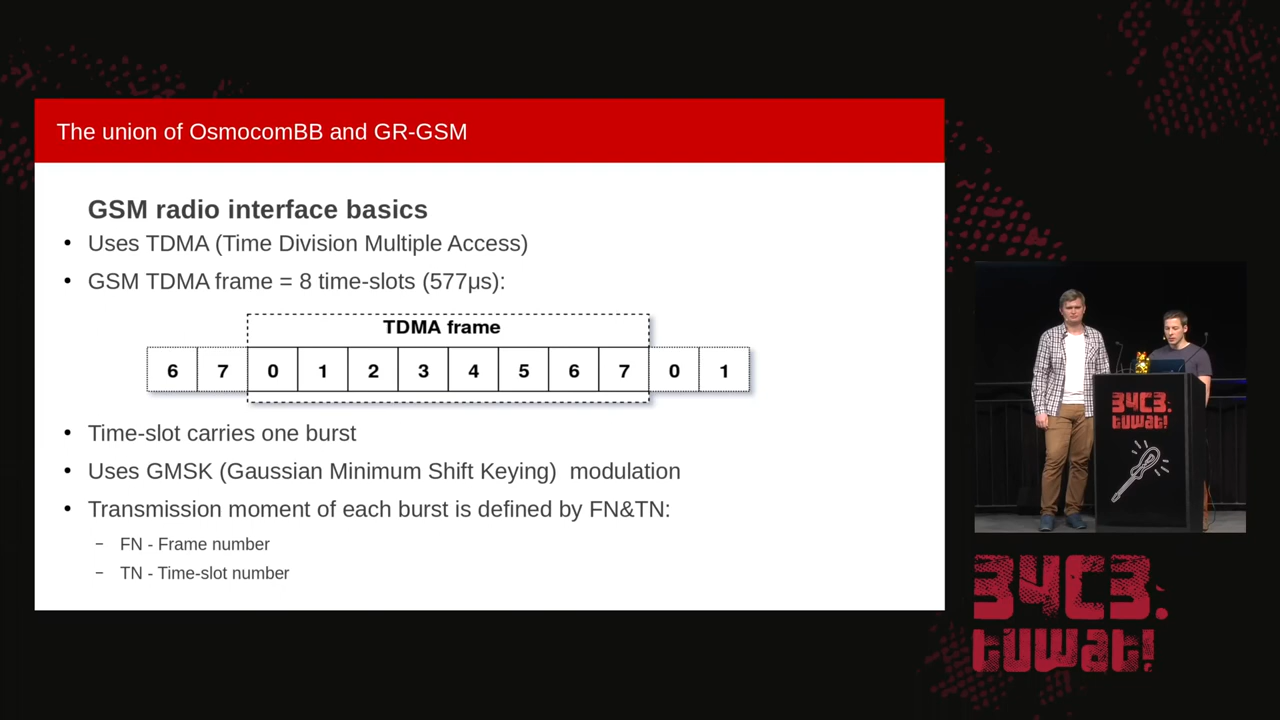 The union of OsmocomBB and GR-GSM
GSM radio interface basics
• Uses TDMA (Time Division Multiple Access)
• GSM TDMA frame = 8 time-slots (577μs):
TDMA frame
6 7 0 1 2 3 4 5 6 7 0 1
• Time-slot carries one burst
• Uses GMSK (Gaussian Minimum Shift Keying) modulation
• Transmission moment of each burst is defined by FN&TN:
– FN - Frame number
– TN - Time-slot number
34C3.
tuwat!
34C3.
tuwat!